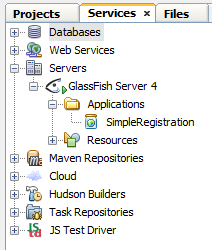 Projects Services × Files
Databases
Web Services
Servers
GlassFish Server 4
Applications
SimpleRegistration
Resources
Maven Repositories
Cloud
Hudson Builders
Task Repositories
JS Test Driver